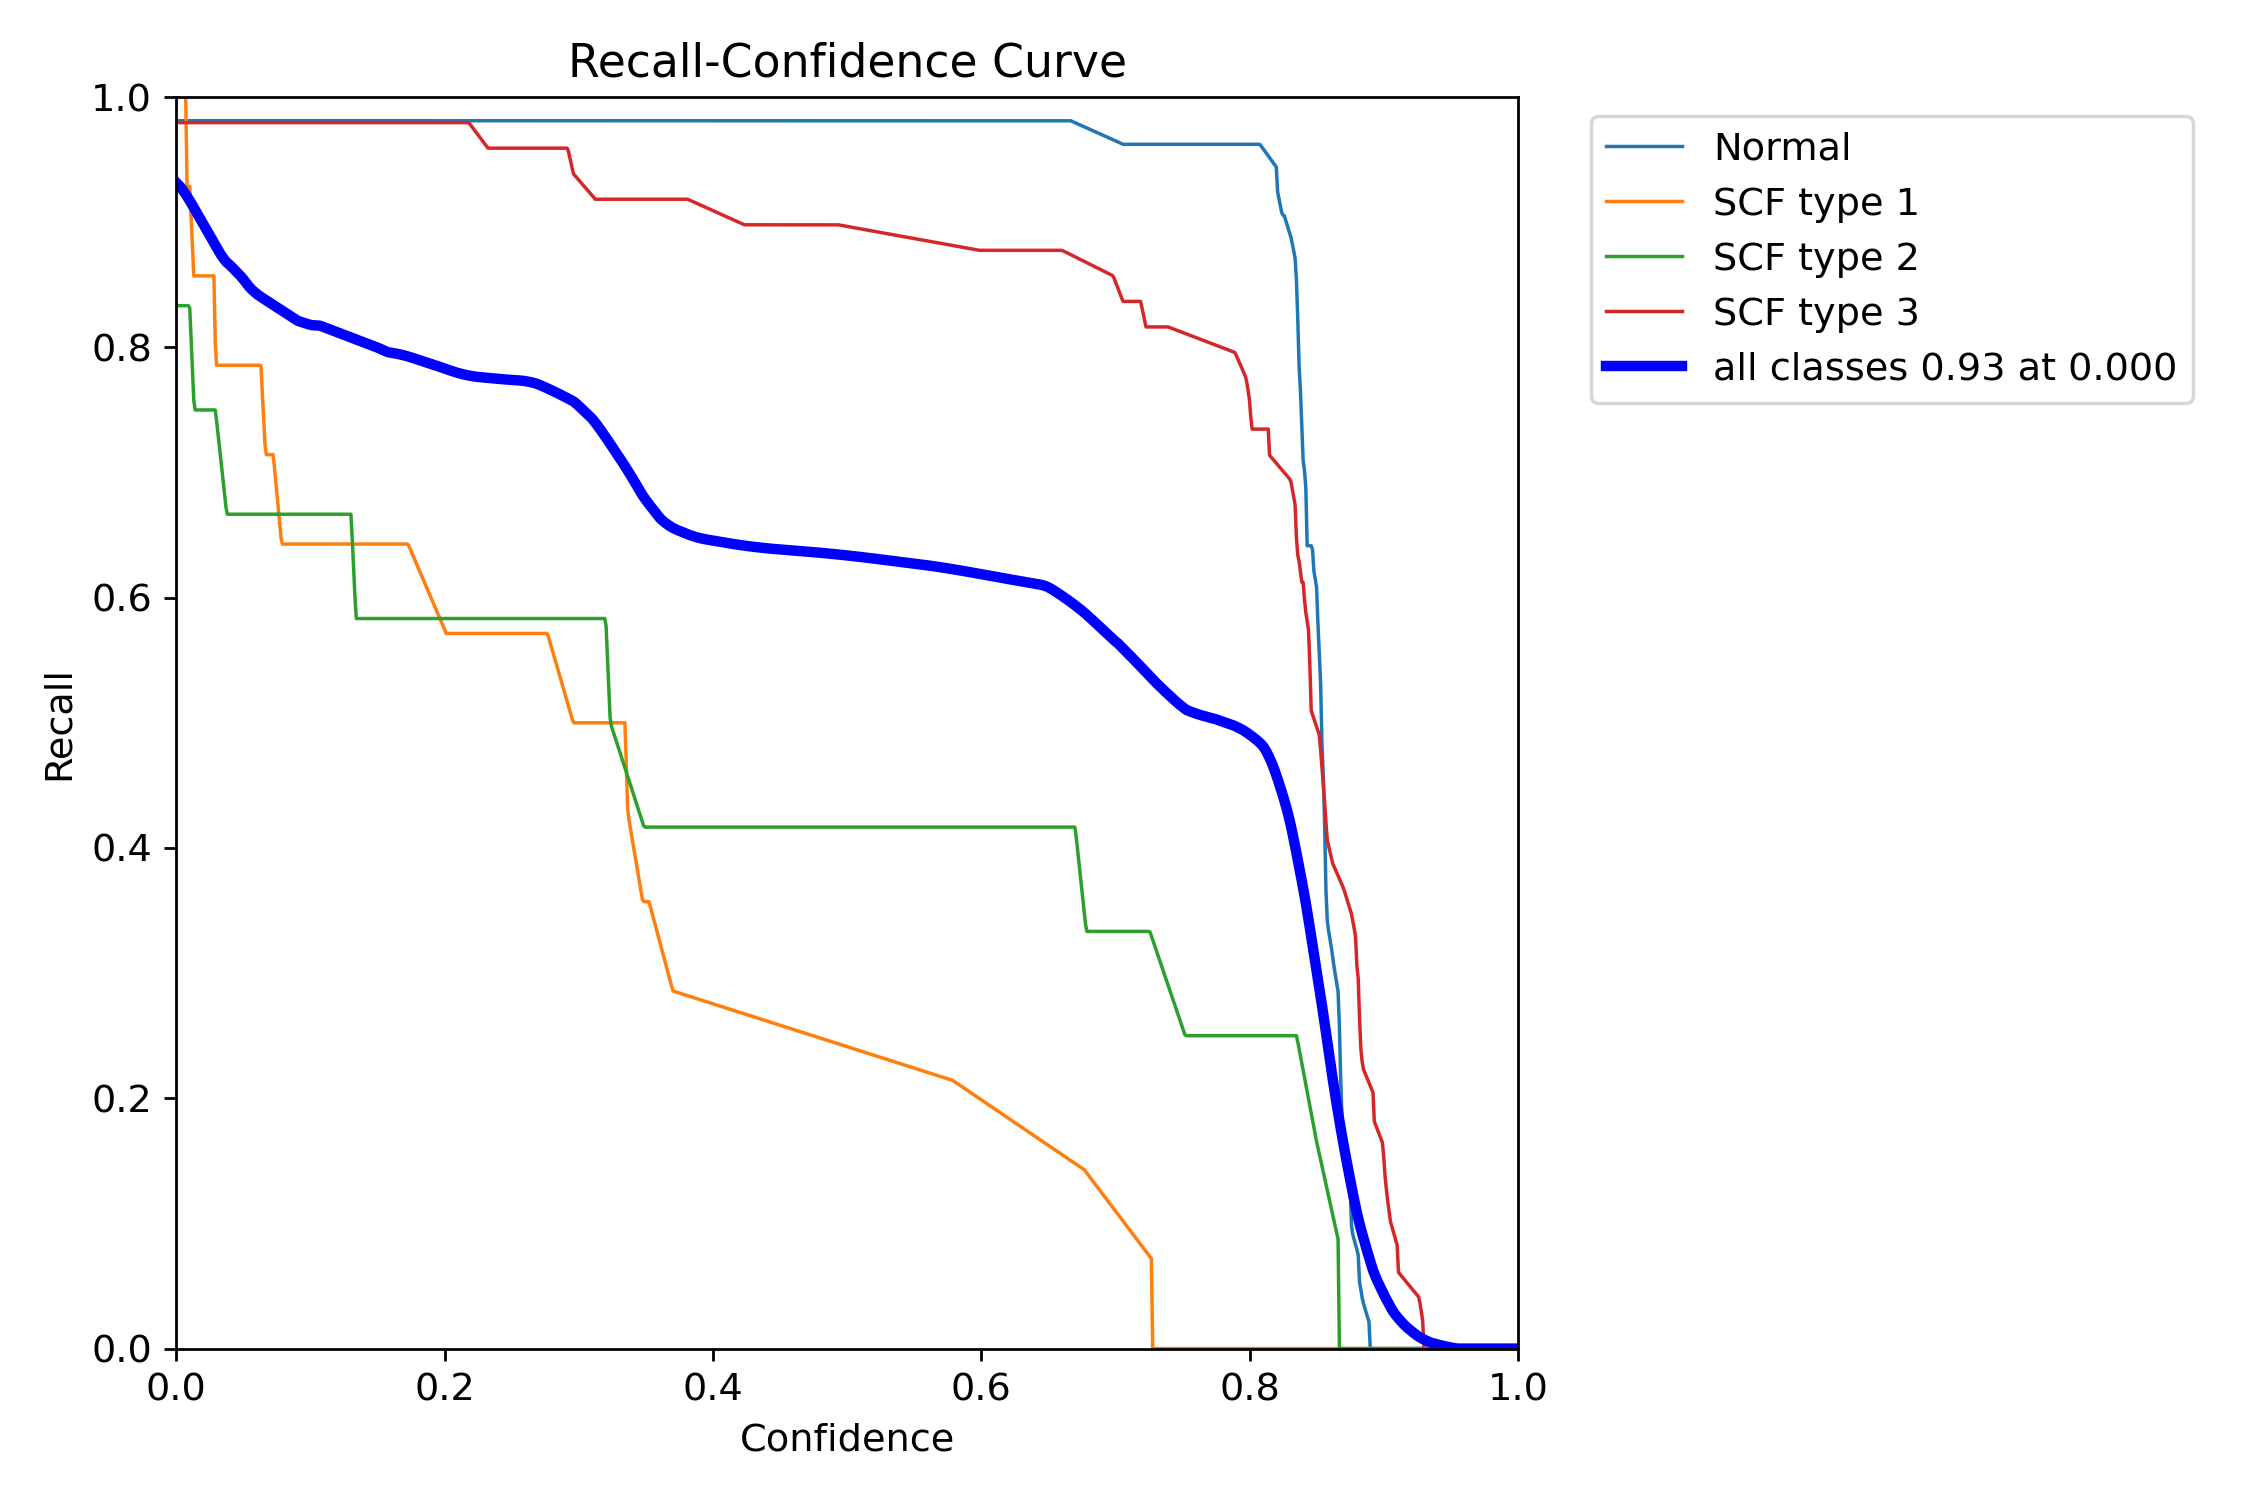 Recall-Confidence Curve
1.0
0.8
0.6
0.4
0.2
0.0
Recall
0.0 0.2 0.4 0.6 0.8 1.0
Confidence
Normal
SCF type 1
SCF type 2
SCF type 3
all classes 0.93 at 0.000